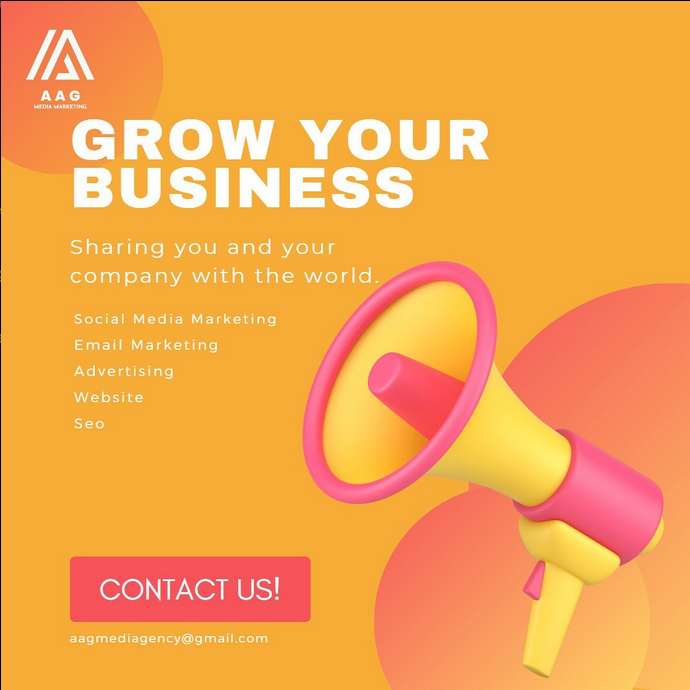 AAG
MEDIA MARKETING
GROW YOUR
BUSINESS
Sharing you and your
company with the world.
Social Media Marketing
Email Marketing
Advertising
Website
Seo
CONTACT US!
aagmediagency@gmail.com